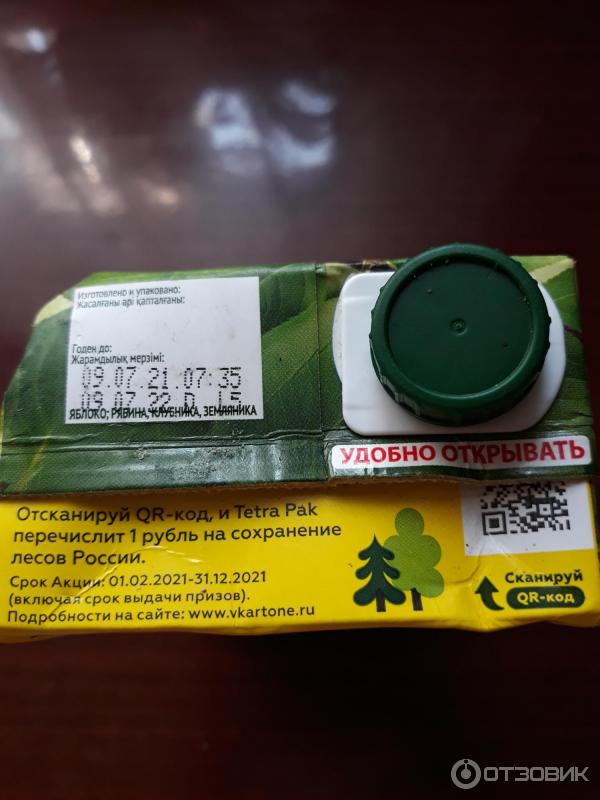 Изготовлено и упаковано:
Жасалғаны әрі қапталғаны:
Годен до:
Жарамдылық мерзімі:
09.07.21.07:35
09.07.22 D L5
ЯБЛОКО, РЯБИНА, КЛУБНИКА, ЗЕМЛЯНИКА
УДОБНО ОТКРЫВАТЬ
Отсканируй QR-код, и Tetra Pak
перечислит 1 рубль на сохранение
лесов России.
Срок Акции: 01.02.2021-31.12.2021
(включая срок выдачи призов).
Подробности на сайте: www.vkartone.ru
Сканируй
QR-код
ОТЗОВИК